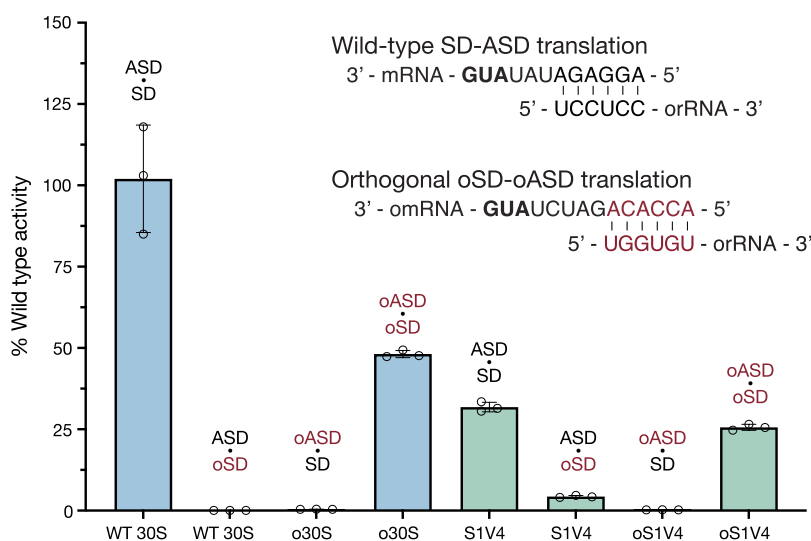 150
125
100
75
50
25
0
% Wild type activity
Wild-type SD-ASD translation
3’ - mRNA - GUAUAUAGAGGA - 5’
5’ - UCCUCC - orRNA - 3’
Orthogonal oSD-oASD translation
3’ - omRNA - GUAUCUAGACACCA - 5’
5’ - UGGUGU - orRNA - 3’
ASD
SD
ASD
oSD
oASD
SD
oASD
oSD
ASD
SD
ASD
oSD
oASD
SD
oASD
oSD
WT 30S WT 30S o30S o30S S1V4 S1V4 oS1V4 oS1V4